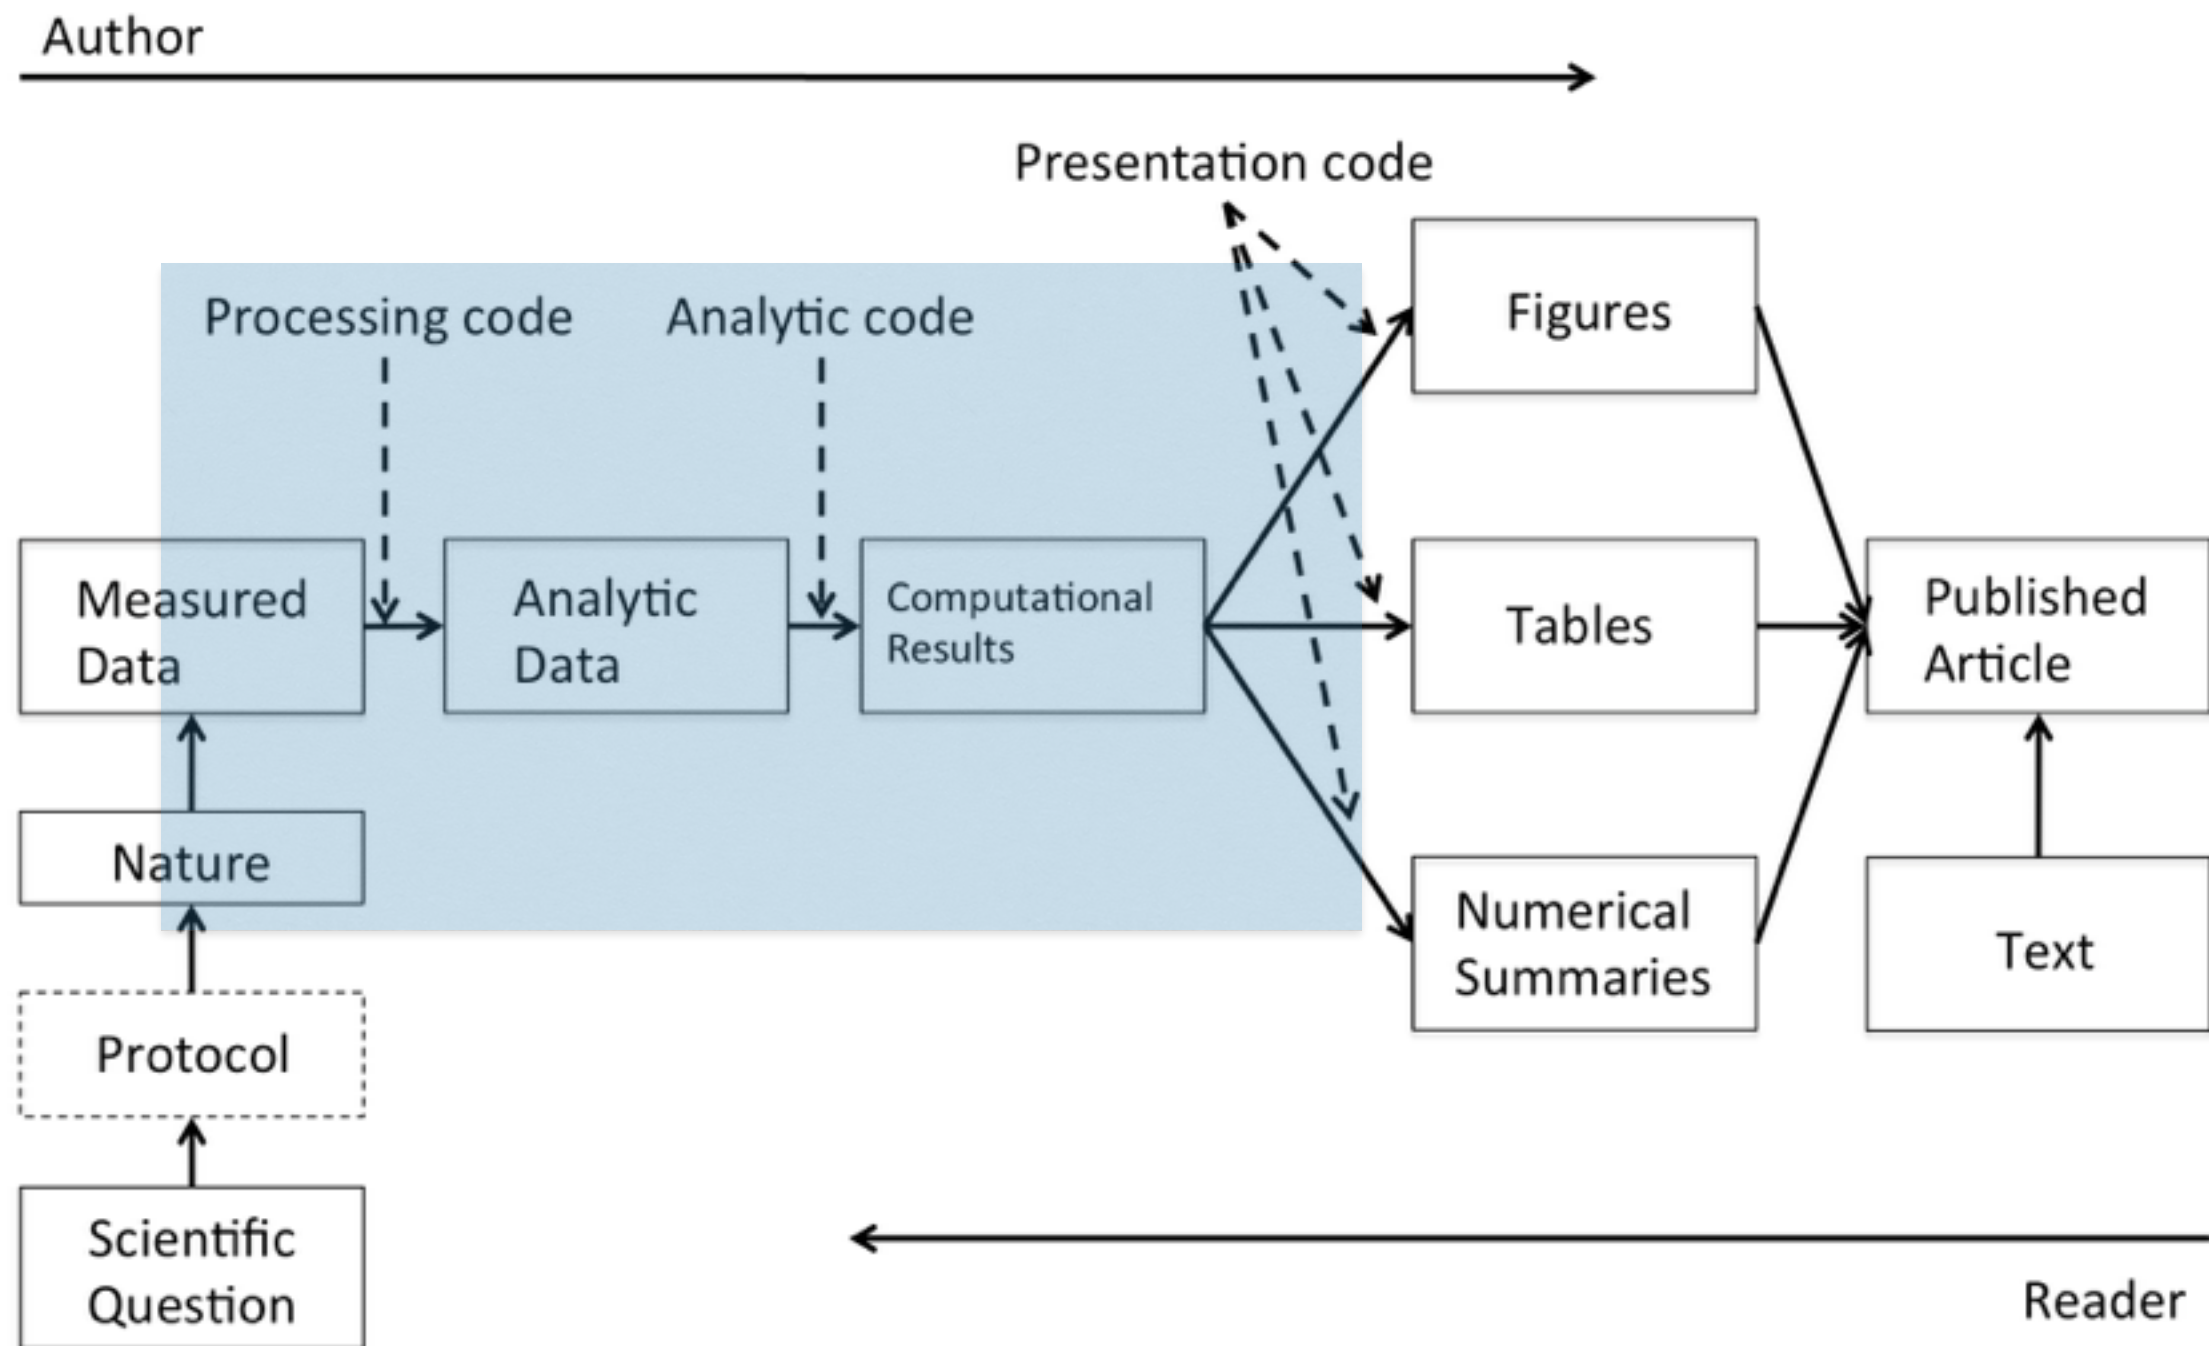 Author
Presentation code
Processing code
Analytic code
Figures
Measured
Data
Analytic
Data
Computational
Results
Tables
Published
Article
Nature
Numerical
Summaries
Text
Protocol
Scientific
Question
Reader